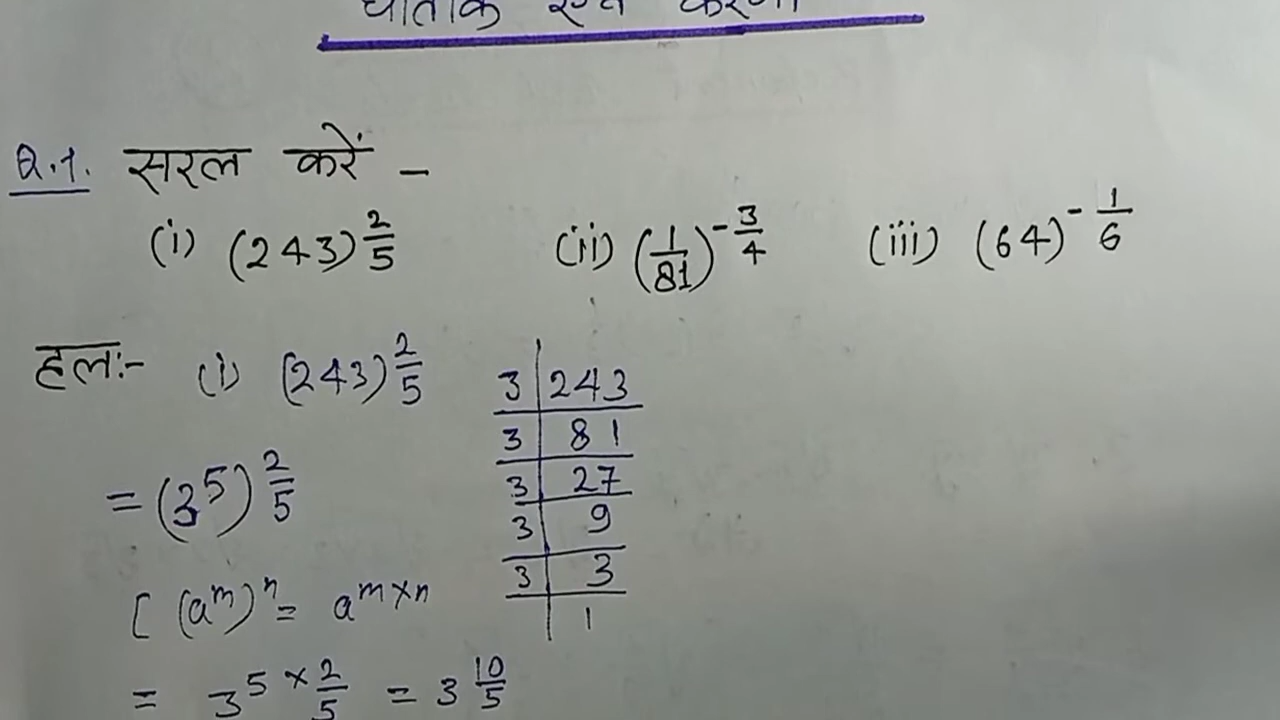 घातांक एवं करणी
Q.1. सरल करें -
(i) (243)^2/5 (ii) (1/81)^-3/4 (iii) (64)^-1/6
हलः- (i) (243)^2/5
= (3^5)^2/5
[ (a^m)^n = a^m×n
= 3^5×2/5 = 3^10/5
3 | 243
3 | 81
3 | 27
3 | 9
3 | 3
| 1